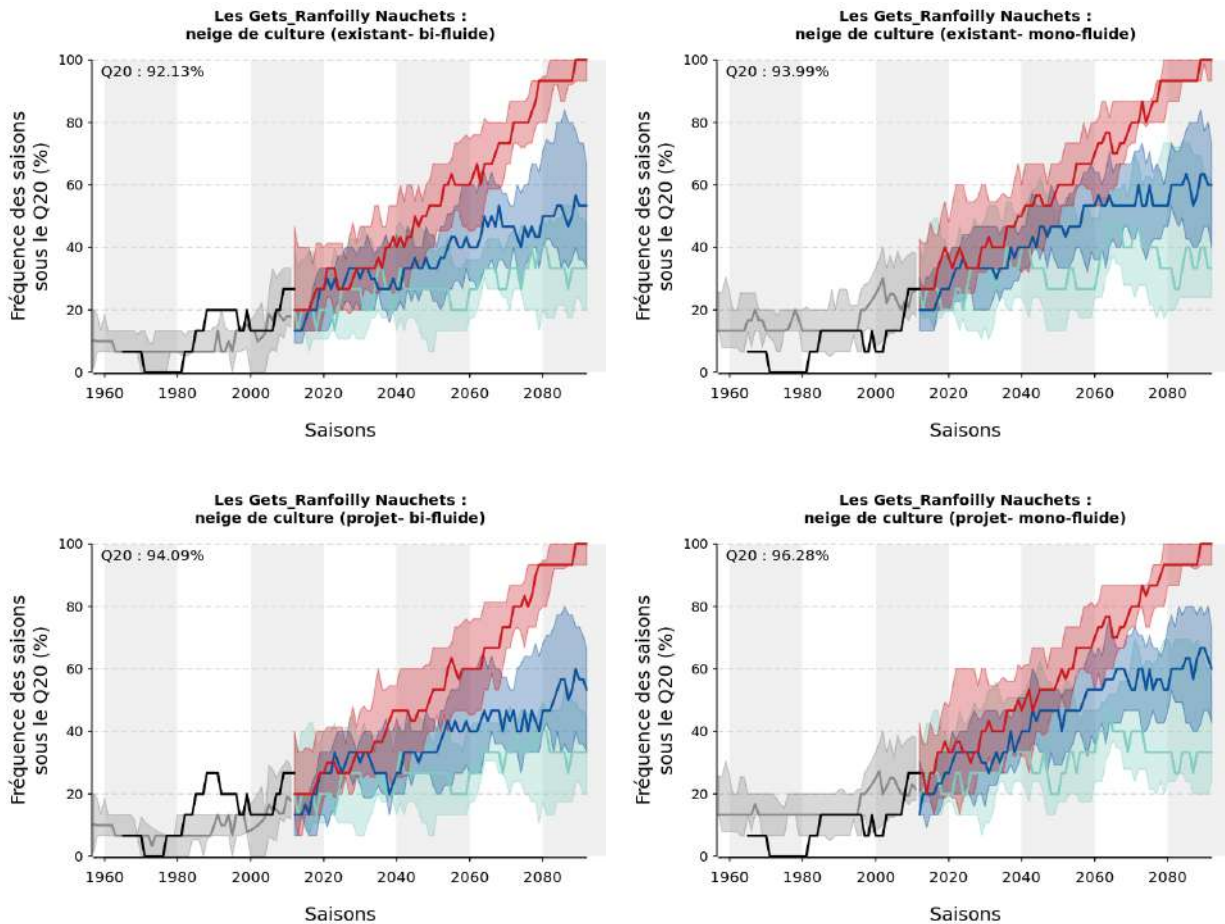 Les Gets_Ranfoilly Nauchets :
neige de culture (existant- bi-fluide)
Q20 : 92.13%
Fréquence des saisons
sous le Q20 (%)
100
80
60
40
20
0
1960 1980 2000 2020 2040 2060 2080
Saisons
Les Gets_Ranfoilly Nauchets :
neige de culture (existant- mono-fluide)
Q20 : 93.99%
Fréquence des saisons
sous le Q20 (%)
100
80
60
40
20
0
1960 1980 2000 2020 2040 2060 2080
Saisons
Les Gets_Ranfoilly Nauchets :
neige de culture (projet- bi-fluide)
Q20 : 94.09%
Fréquence des saisons
sous le Q20 (%)
100
80
60
40
20
0
1960 1980 2000 2020 2040 2060 2080
Saisons
Les Gets_Ranfoilly Nauchets :
neige de culture (projet- mono-fluide)
Q20 : 96.28%
Fréquence des saisons
sous le Q20 (%)
100
80
60
40
20
0
1960 1980 2000 2020 2040 2060 2080
Saisons